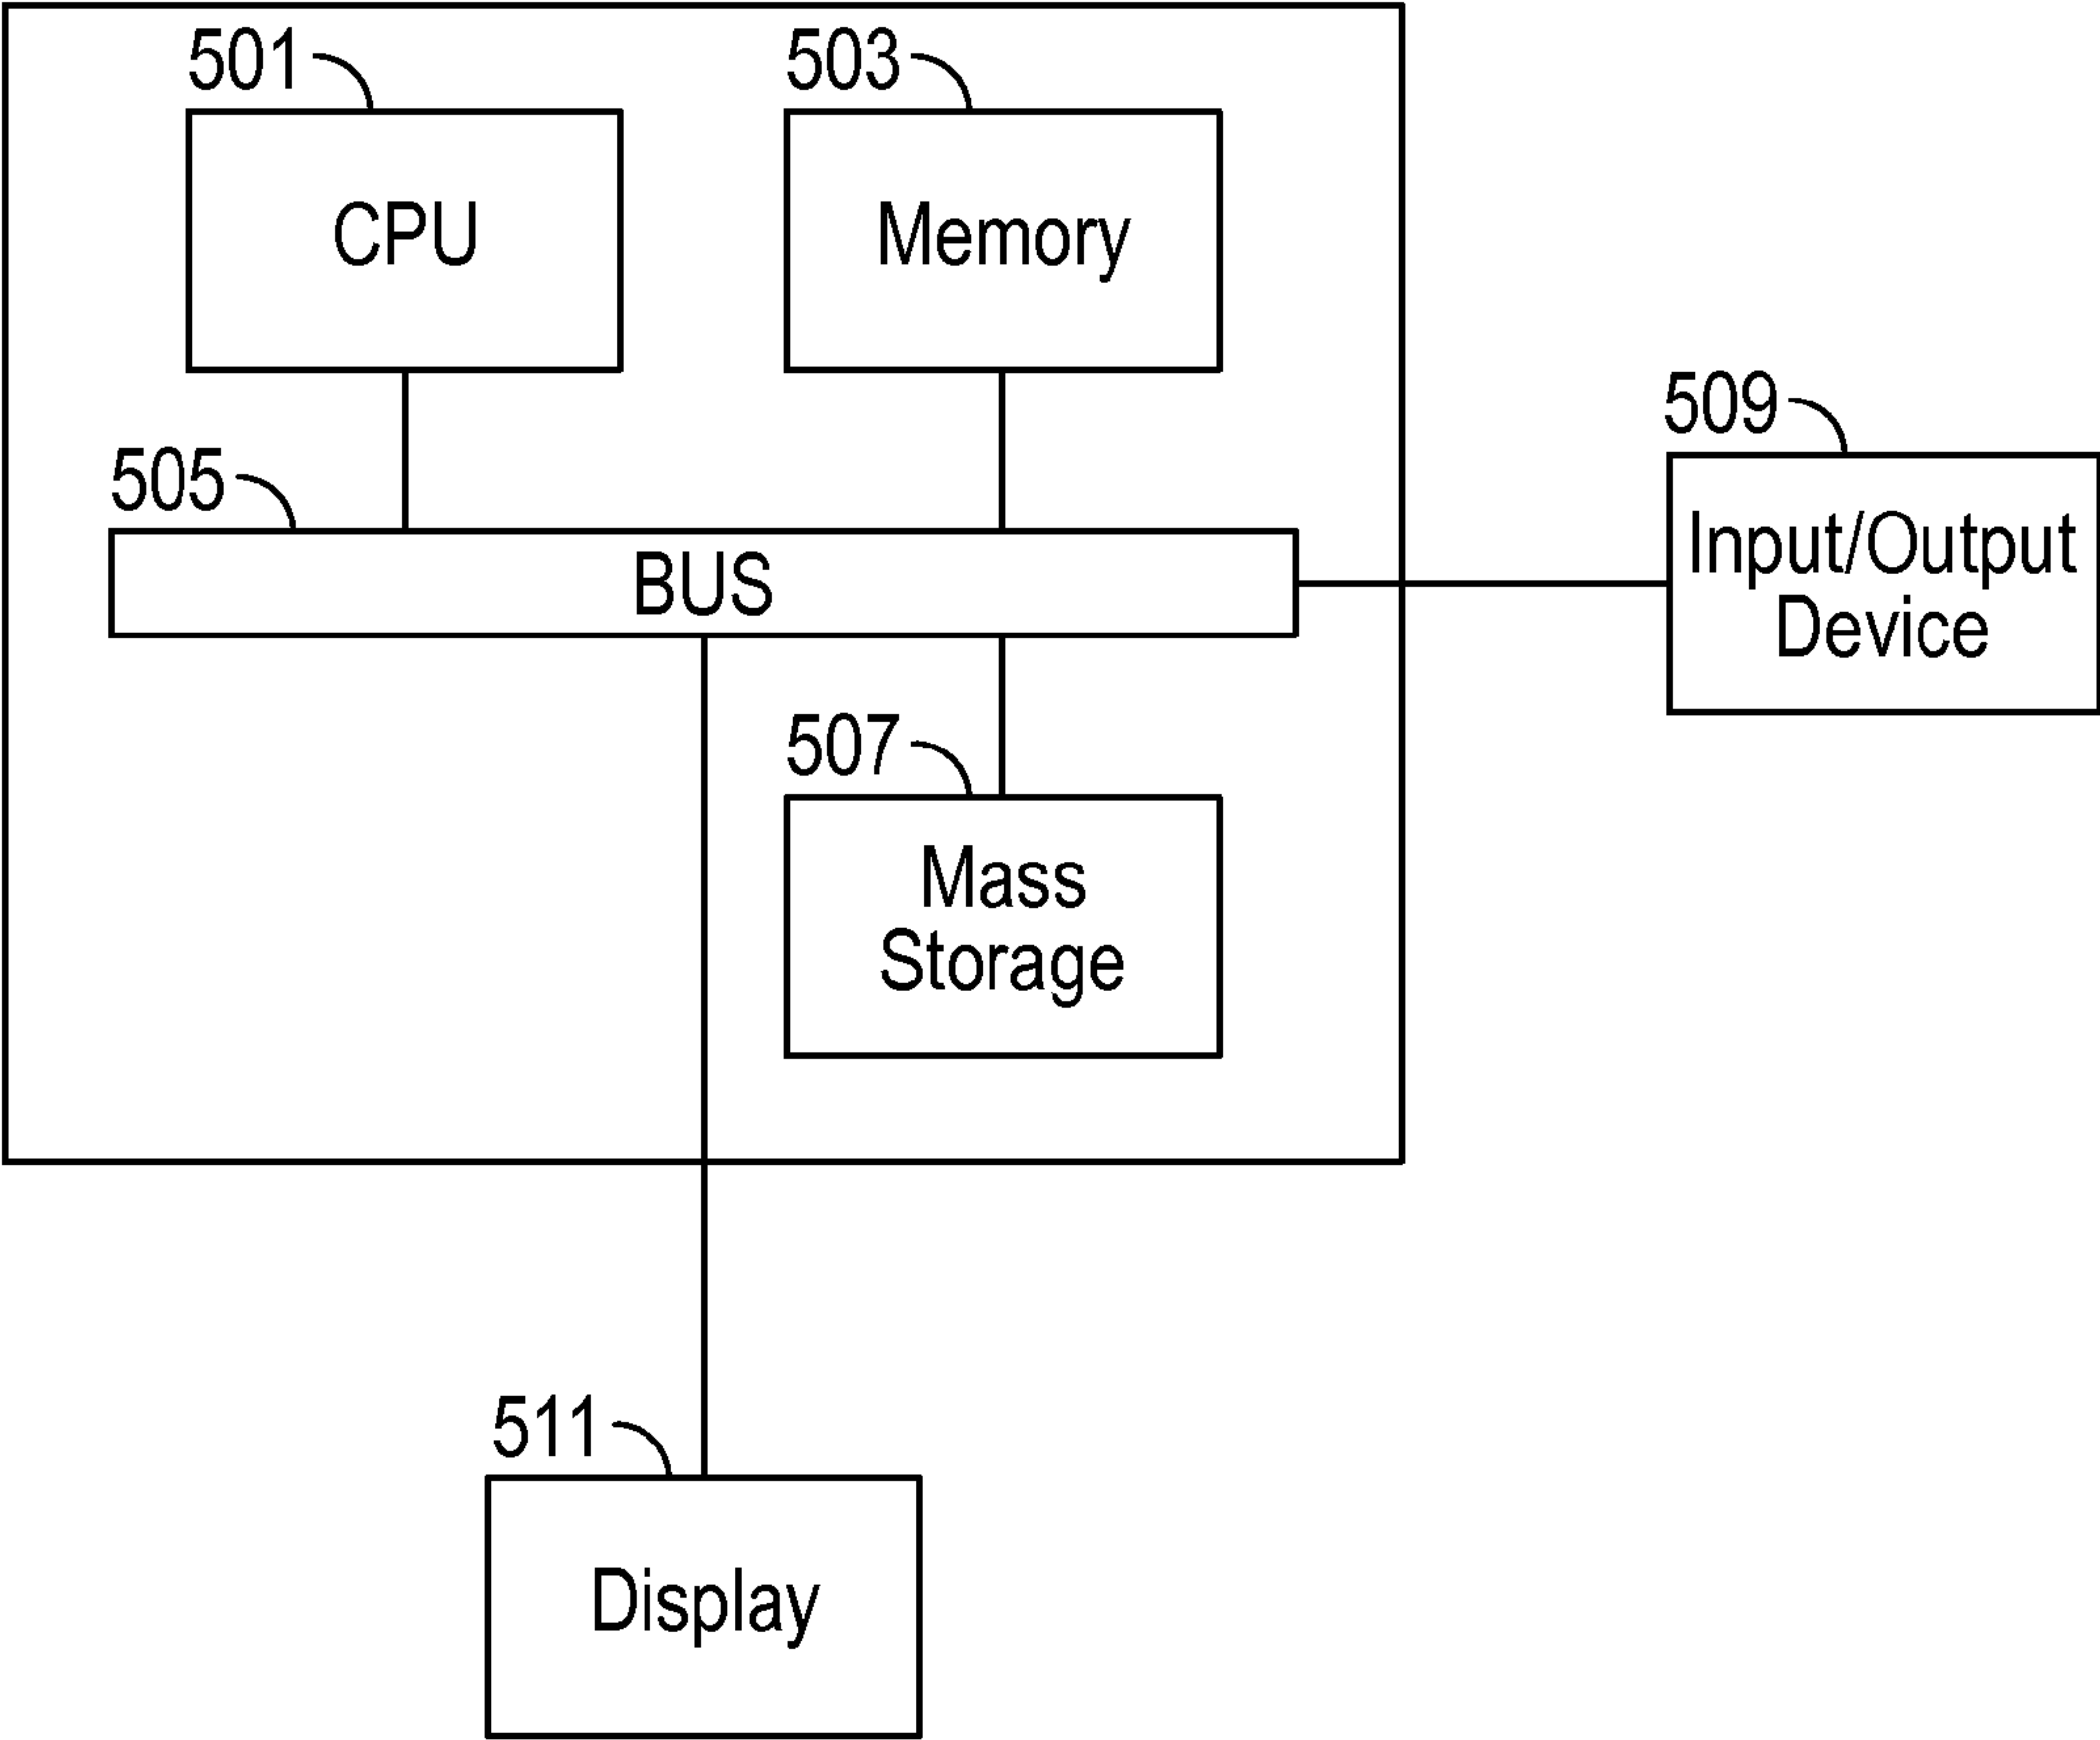 501
CPU
503
Memory
505
BUS
509
Input/Output
Device
507
Mass
Storage
511
Display